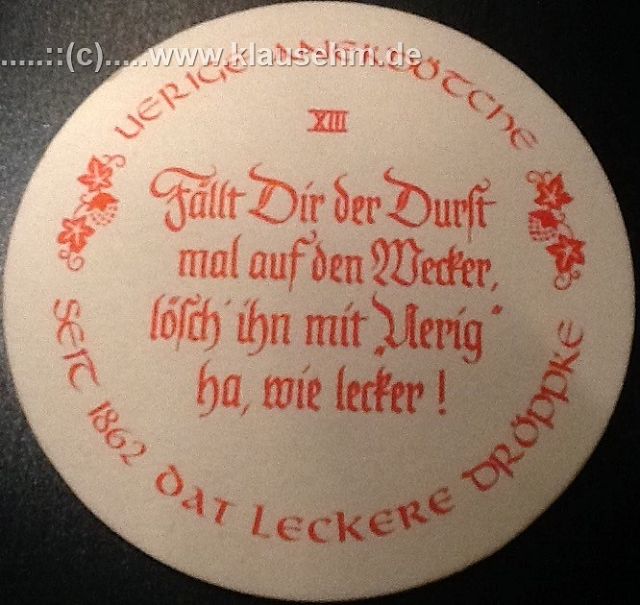 .....::(c).....www.klausehm.de
UERIGE ANEKDÖTCHE
XIII
Fällt Dir der Durst
mal auf den Wecker,
lösch' ihn mit „Uerig“
ha, wie lecker!
SEIT 1862 DAT LECKERE DRÖPPKE